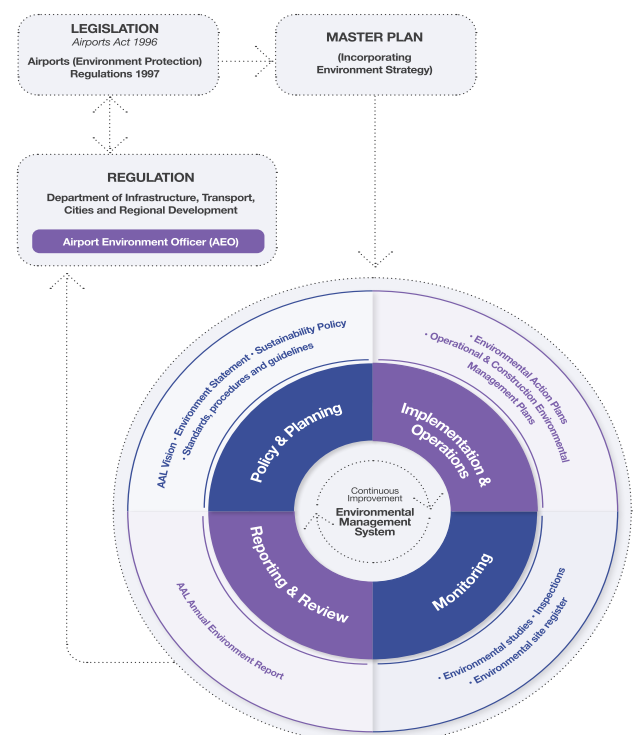 LEGISLATION
Airports Act 1996
Airports (Environment Protection)
Regulations 1997
MASTER PLAN
(Incorporating
Environment Strategy)
REGULATION
Department of Infrastructure, Transport,
Cities and Regional Development
Airport Environment Officer (AEO)
AAL Vision • Environment Statement • Sustainability Policy
• Standards, procedures and guidelines
• Environmental Action Plans
• Operational & Construction Environmental
Management Plans
Policy & Planning
Implementation &
Operations
Continuous
Improvement
Environmental
Management
System
Reporting & Review
Monitoring
AAL Annual Environment Report
• Environmental studies • Inspections
• Environmental site register